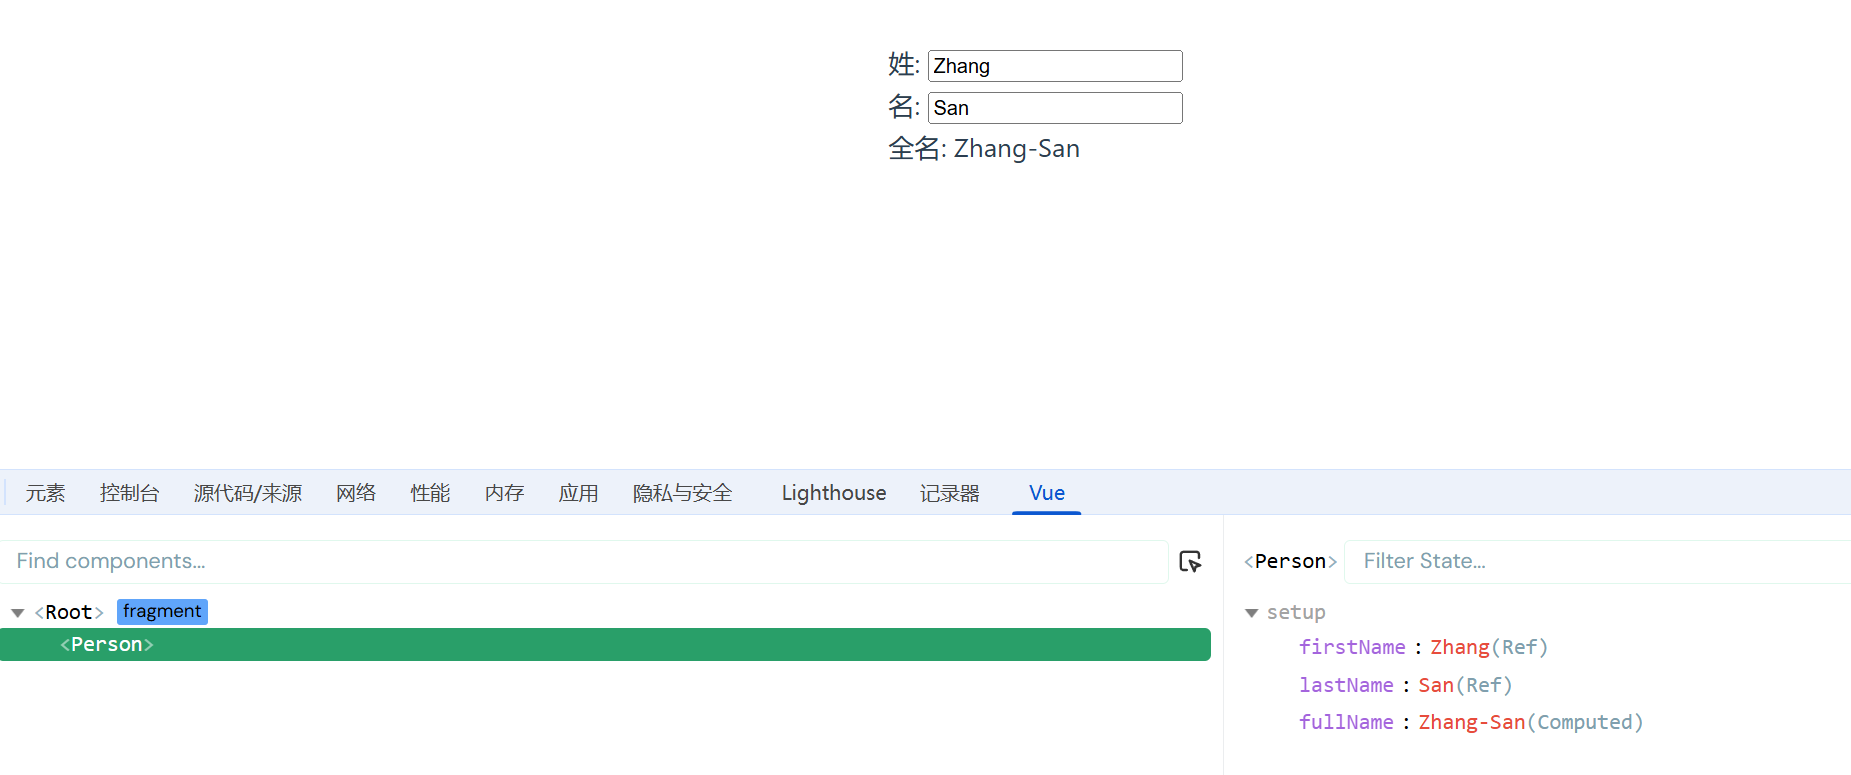 姓: Zhang
名: San
全名: Zhang-San
元素 控制台 源代码/来源 网络 性能 内存 应用 隐私与安全 Lighthouse 记录器 Vue
Find components...
<Root> fragment
<Person>
<Person> Filter State...
setup
firstName : Zhang(Ref)
lastName : San(Ref)
fullName : Zhang-San(Computed)